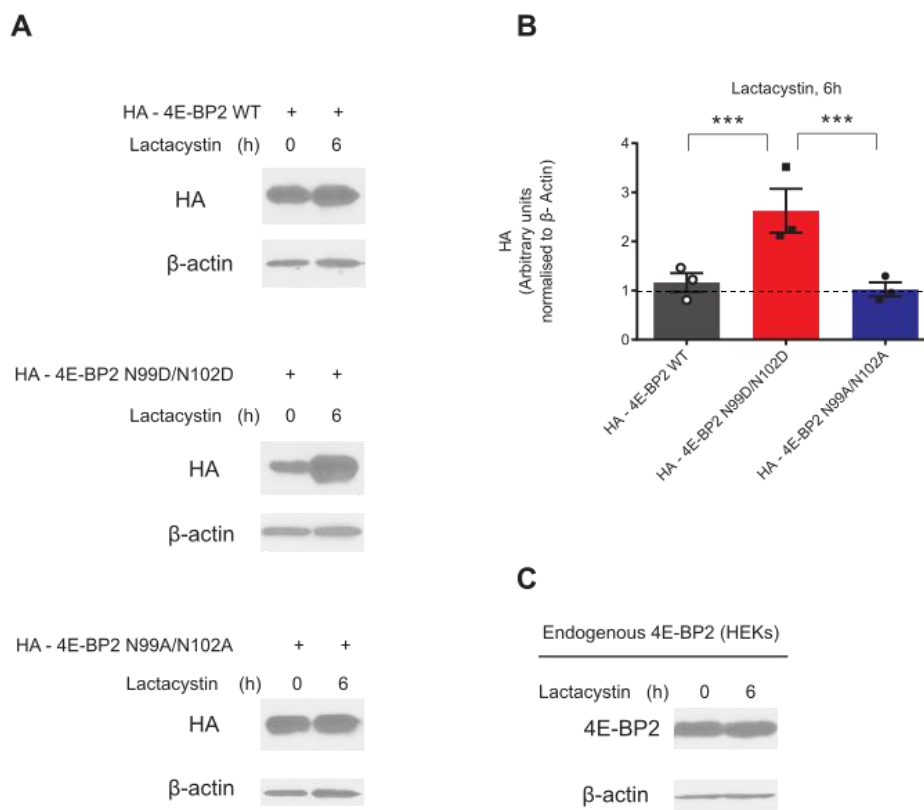 A
HA - 4E-BP2 WT + +
Lactacystin (h) 0 6
HA
β-actin
HA - 4E-BP2 N99D/N102D + +
Lactacystin (h) 0 6
HA
β-actin
HA - 4E-BP2 N99A/N102A + +
Lactacystin (h) 0 6
HA
β-actin
B
Lactacystin, 6h
*** ***
HA
(Arbitrary units
normalised to β- Actin)
4
3
2
1
0
HA - 4E-BP2 WT
HA - 4E-BP2 N99D/N102D
HA - 4E-BP2 N99A/N102A
C
Endogenous 4E-BP2 (HEKs)
Lactacystin (h) 0 6
4E-BP2
β-actin